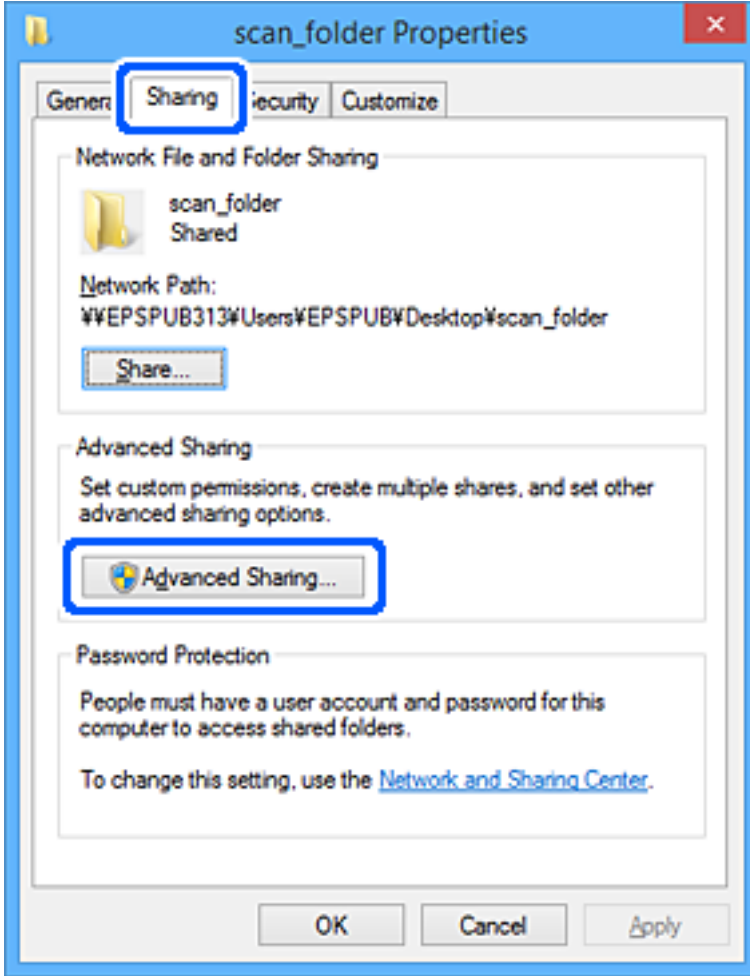 scan_folder Properties
×
General Sharing Security Customize
Network File and Folder Sharing
scan_folder
Shared
Network Path:
¥¥EPSPUB313¥Users¥EPSPUB¥Desktop¥scan_folder
Share...
Advanced Sharing
Set custom permissions, create multiple shares, and set other
advanced sharing options.
Advanced Sharing...
Password Protection
People must have a user account and password for this
computer to access shared folders.
To change this setting, use the Network and Sharing Center.
OK Cancel Apply